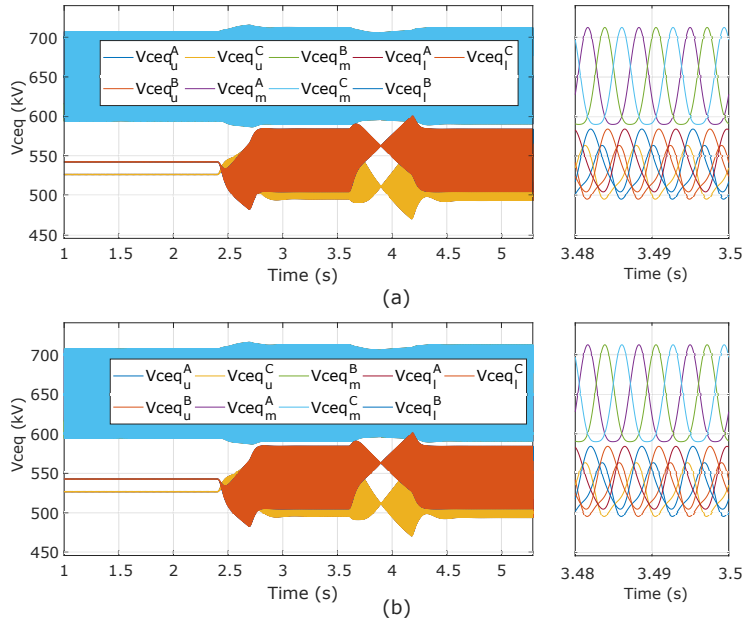 700
650
600
550
500
450
Vceq (kV)
Vceq_u^A Vceq_u^C Vceq_m^B Vceq_l^A Vceq_l^C
Vceq_u^B Vceq_m^A Vceq_m^C Vceq_l^B
1 1.5 2 2.5 3 3.5 4 4.5 5
Time (s)
3.48 3.49 3.5
Time (s)
(a)
700
650
600
550
500
450
Vceq (kV)
Vceq_u^A Vceq_u^C Vceq_m^B Vceq_l^A Vceq_l^C
Vceq_u^B Vceq_m^A Vceq_m^C Vceq_l^B
1 1.5 2 2.5 3 3.5 4 4.5 5
Time (s)
3.48 3.49 3.5
Time (s)
(b)